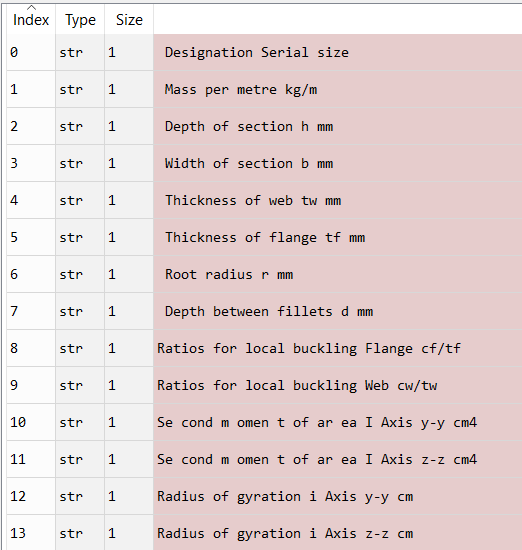 Index Type Size
0 str 1 Designation Serial size
1 str 1 Mass per metre kg/m
2 str 1 Depth of section h mm
3 str 1 Width of section b mm
4 str 1 Thickness of web tw mm
5 str 1 Thickness of flange tf mm
6 str 1 Root radius r mm
7 str 1 Depth between fillets d mm
8 str 1 Ratios for local buckling Flange cf/tf
9 str 1 Ratios for local buckling Web cw/tw
10 str 1 Se cond m omen t of ar ea I Axis y-y cm4
11 str 1 Se cond m omen t of ar ea I Axis z-z cm4
12 str 1 Radius of gyration i Axis y-y cm
13 str 1 Radius of gyration i Axis z-z cm